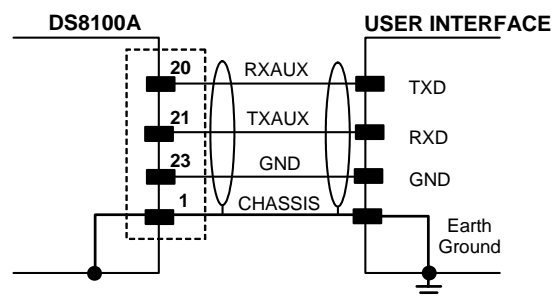 DS8100A
USER INTERFACE
20
RXAUX
TXD
21
TXAUX
RXD
23
GND
GND
1
CHASSIS
Earth
Ground